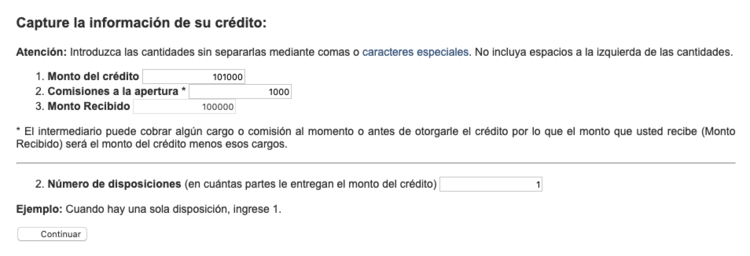 Capture la información de su crédito:
Atención: Introduzca las cantidades sin separarlas mediante comas o caracteres especiales. No incluya espacios a la izquierda de las cantidades.
1. Monto del crédito 101000
2. Comisiones a la apertura * 1000
3. Monto Recibido 100000
* El intermediario puede cobrar algún cargo o comisión al momento o antes de otorgarle el crédito por lo que el monto que usted recibe (Monto
Recibido) será el monto del crédito menos esos cargos.
2. Número de disposiciones (en cuántas partes le entregan el monto del crédito) 1
Ejemplo: Cuando hay una sola disposición, ingrese 1.
Continuar